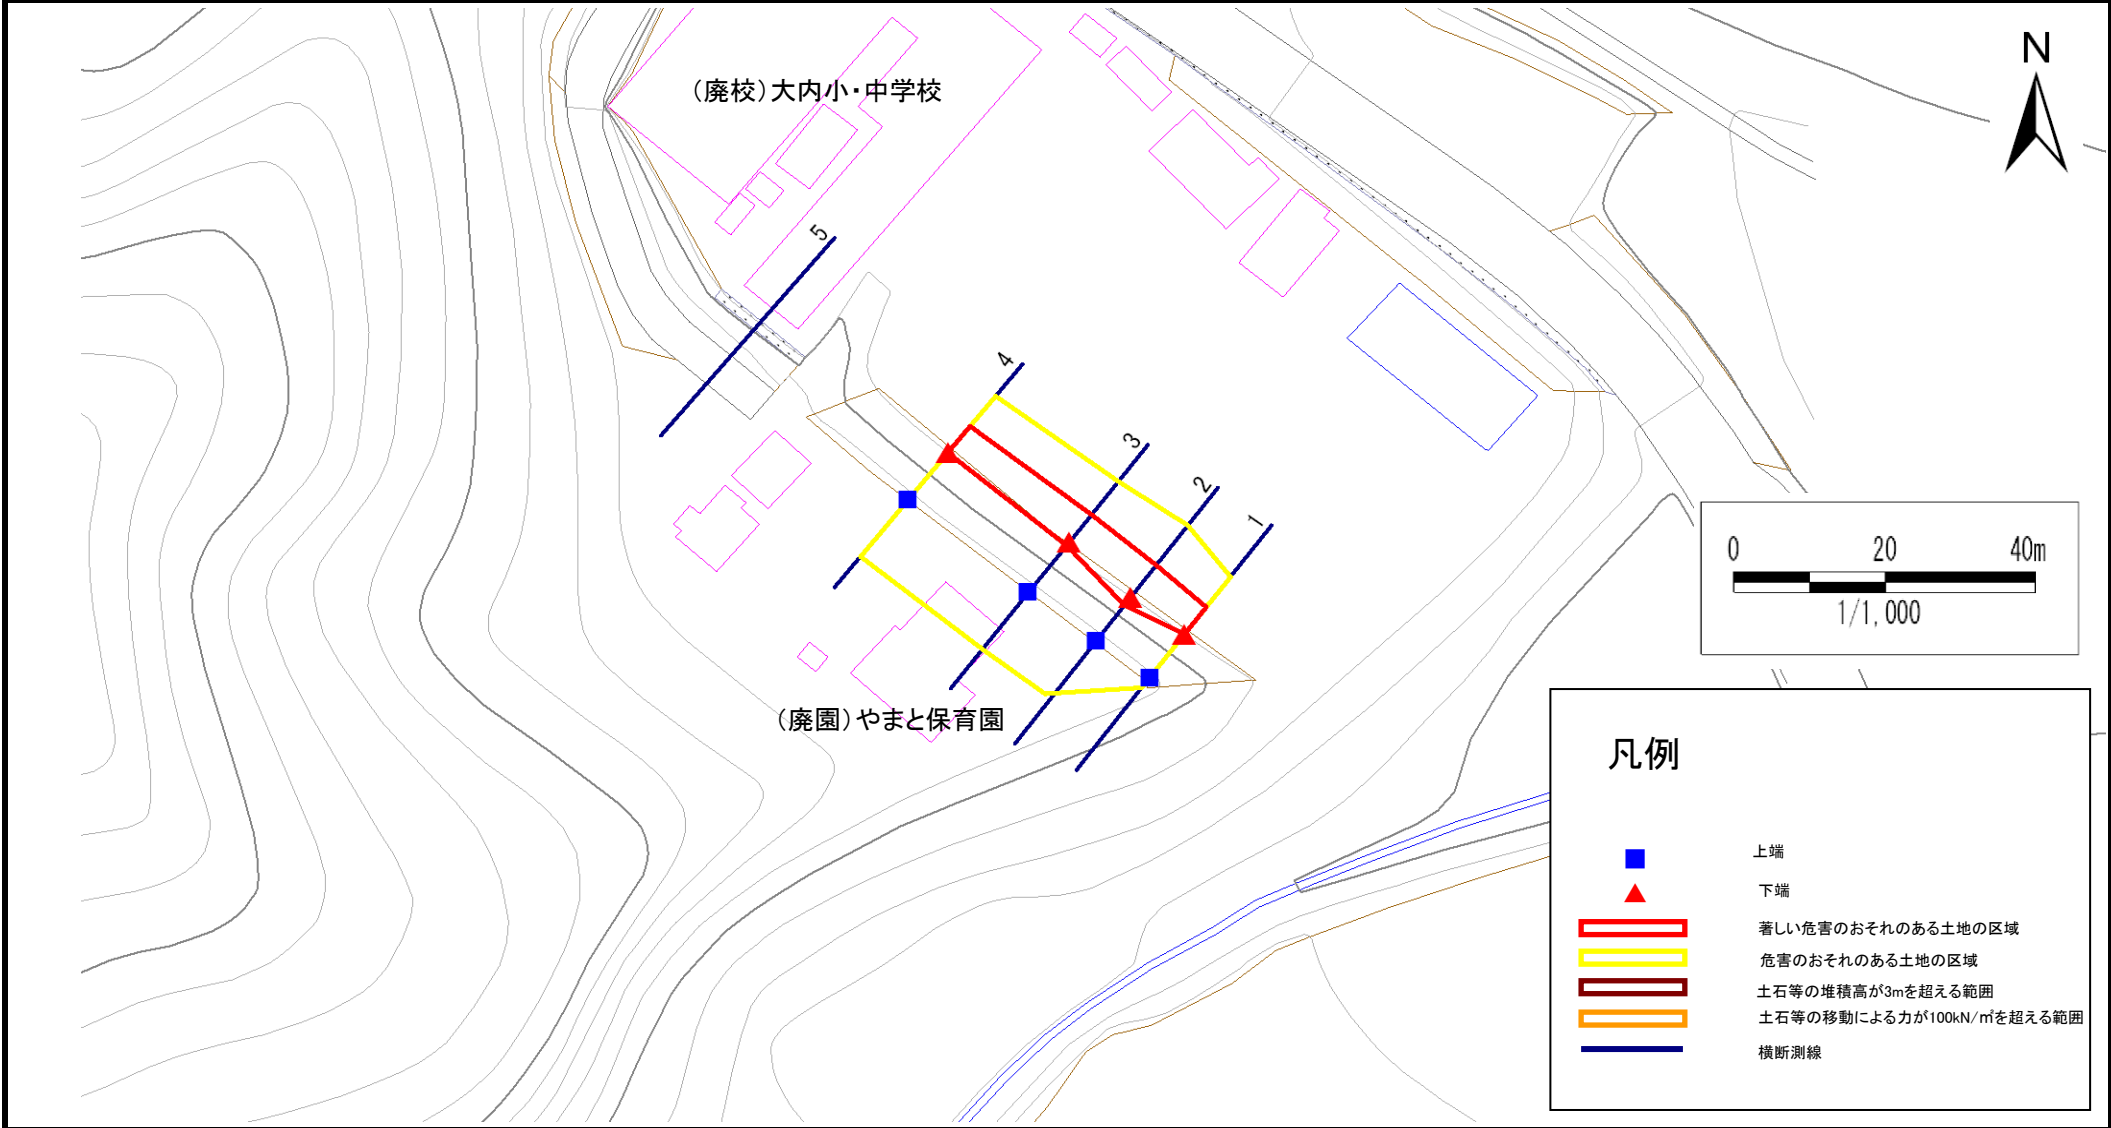 N
(廃校)大内小・中学校
5
4
3
2
1
0 20 40m
1/1,000
(廃園)やまと保育園
凡例
上端
下端
著しい危害のおそれのある土地の区域
危害のおそれのある土地の区域
土石等の堆積高が3mを超える範囲
土石等の移動による力が100kN/㎡を超える範囲
横断測線